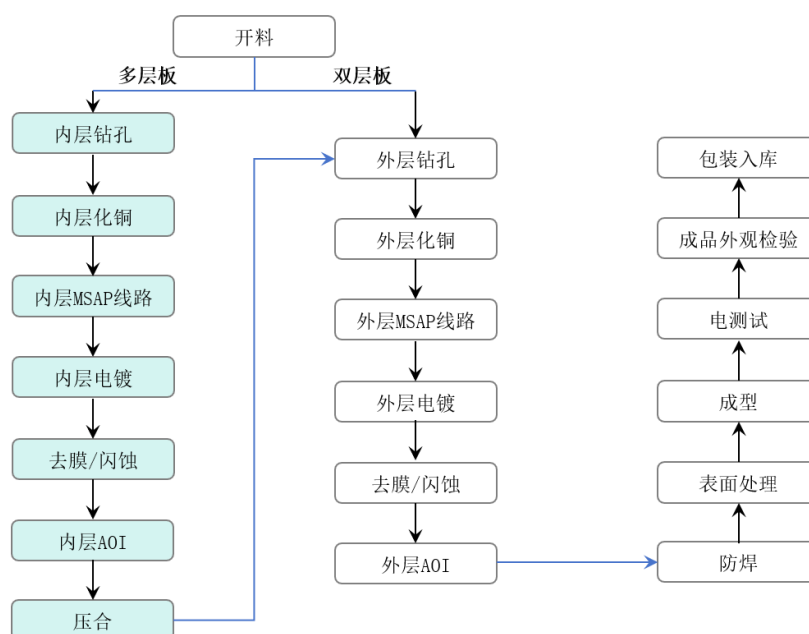 开料
多层板
双层板
内层钻孔
内层化铜
内层MSAP线路
内层电镀
去膜/闪蚀
内层AOI
压合
外层钻孔
外层化铜
外层MSAP线路
外层电镀
去膜/闪蚀
外层AOI
防焊
表面处理
成型
电测试
成品外观检验
包装入库